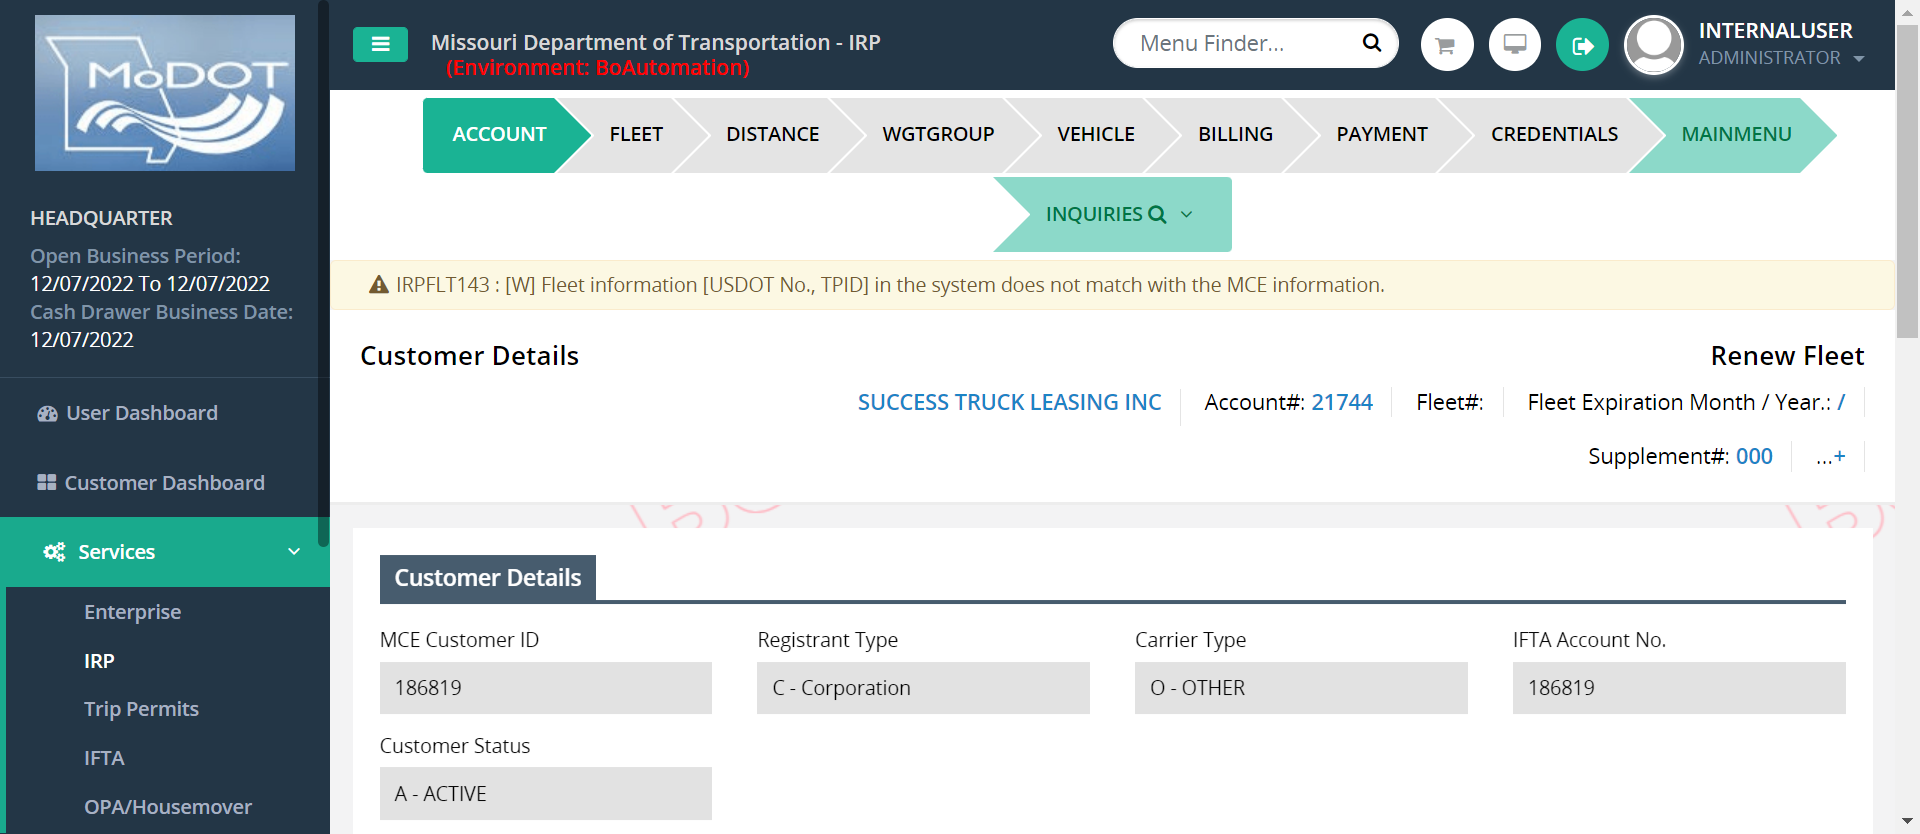 MoDOT
HEADQUARTER
Open Business Period:
12/07/2022 To 12/07/2022
Cash Drawer Business Date:
12/07/2022
User Dashboard
Customer Dashboard
Services
Enterprise
IRP
Trip Permits
IFTA
OPA/Housemover
Missouri Department of Transportation - IRP
(Environment: BoAutomation)
Menu Finder...
INTERNALUSER
ADMINISTRATOR
ACCOUNT FLEET DISTANCE WGTGROUP VEHICLE BILLING PAYMENT CREDENTIALS MAINMENU
INQUIRIES
IRPFLT143 : [W] Fleet information [USDOT No., TPID] in the system does not match with the MCE information.
Customer Details
Renew Fleet
SUCCESS TRUCK LEASING INC Account#: 21744 Fleet#: Fleet Expiration Month / Year.: /
Supplement#: 000 ...+
Customer Details
MCE Customer ID Registrant Type Carrier Type IFTA Account No.
186819 C - Corporation O - OTHER 186819
Customer Status
A - ACTIVE